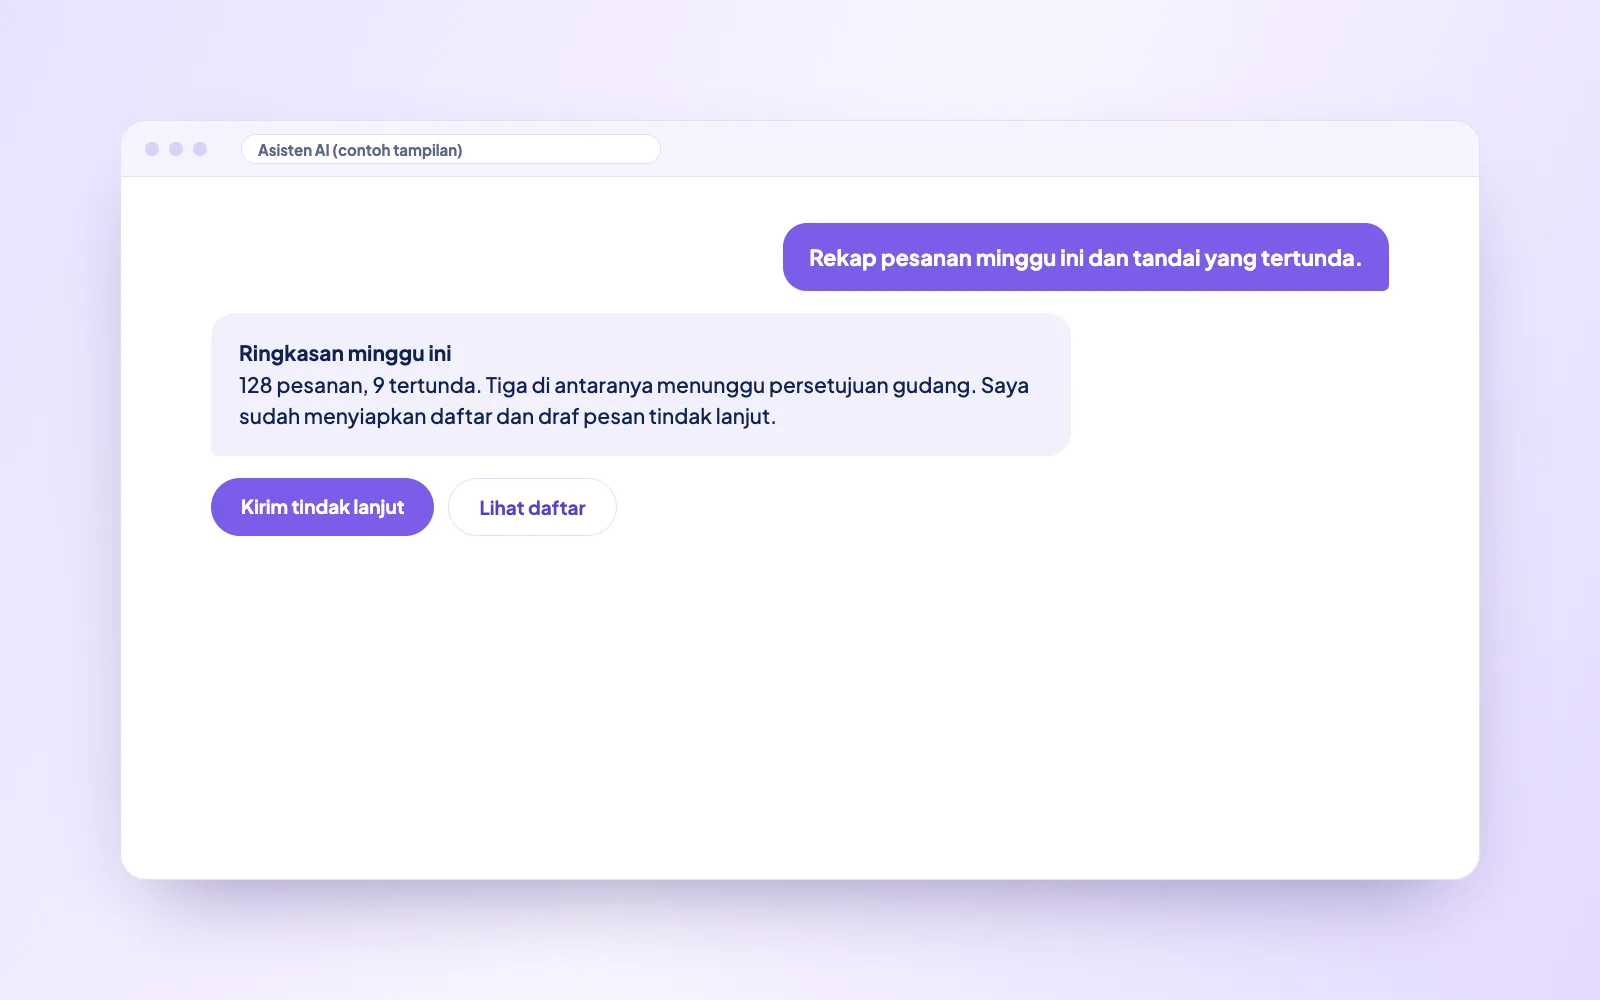 Asisten AI (contoh tampilan)
Rekap pesanan minggu ini dan tandai yang tertunda.
Ringkasan minggu ini
128 pesanan, 9 tertunda. Tiga di antaranya menunggu persetujuan gudang. Saya
sudah menyiapkan daftar dan draf pesan tindak lanjut.
Kirim tindak lanjut
Lihat daftar